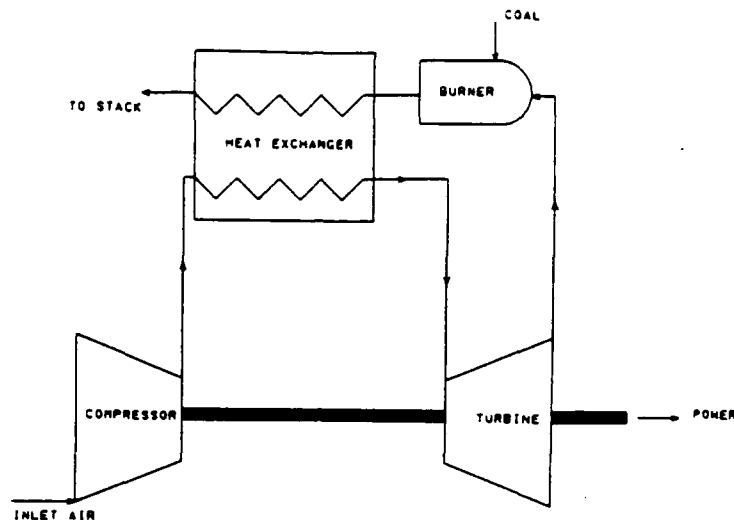 COAL
BURNER
TO STACK
HEAT EXCHANGER
COMPRESSOR
TURBINE
POWER
INLET AIR